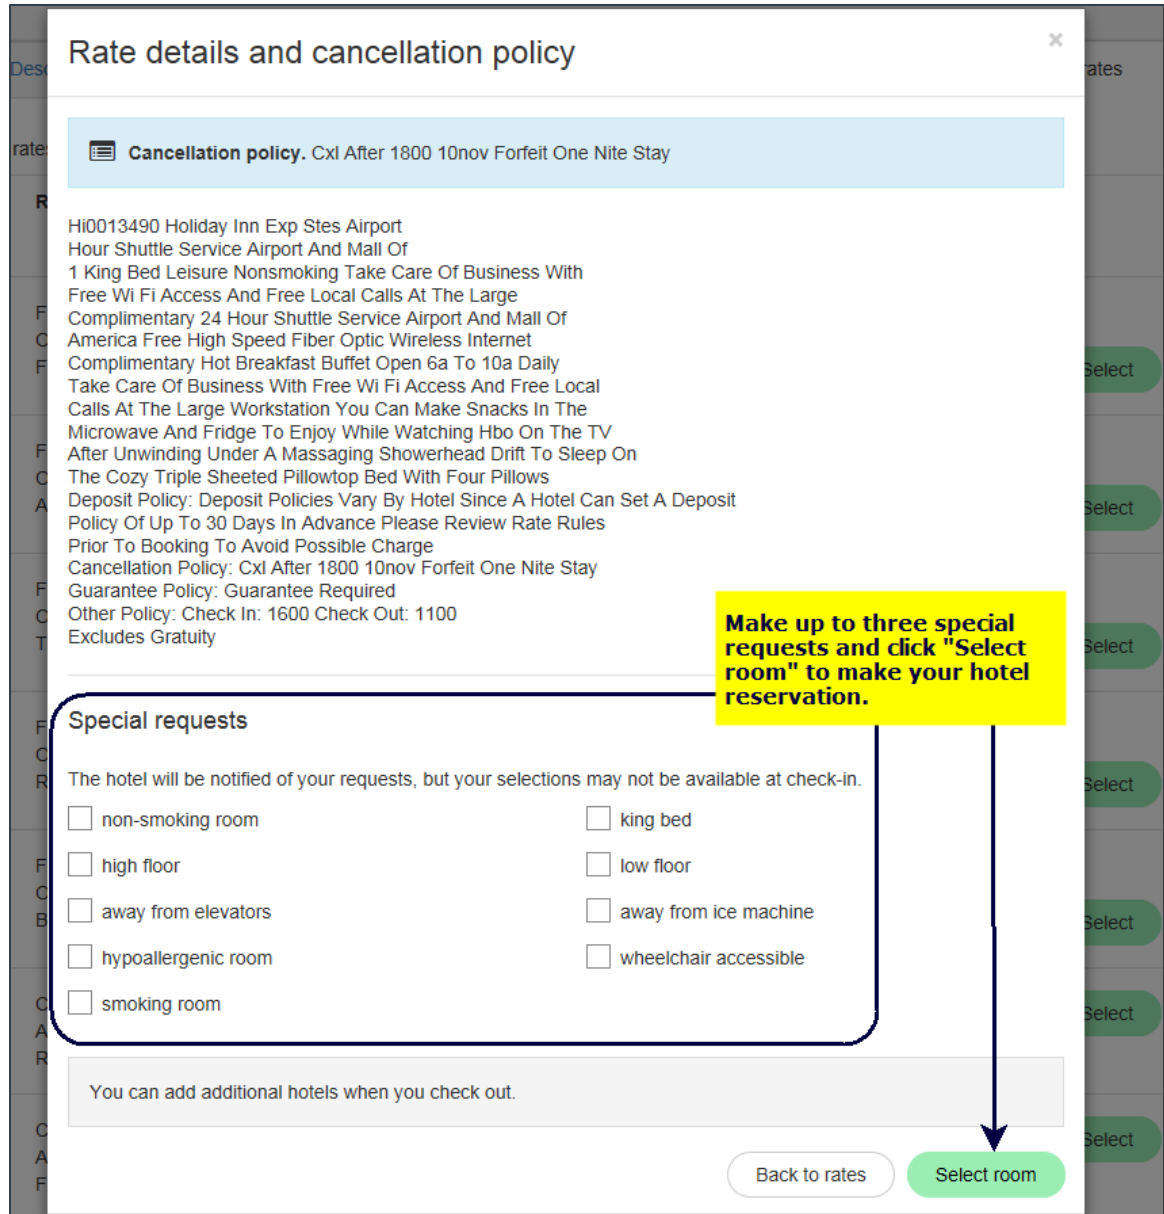 Rate details and cancellation policy
×
Desc
rates
rates
Cancellation policy. Cxl After 1800 10nov Forfeit One Nite Stay
R
Hi0013490 Holiday Inn Exp Stes Airport
Hour Shuttle Service Airport And Mall Of
1 King Bed Leisure Nonsmoking Take Care Of Business With
Free Wi Fi Access And Free Local Calls At The Large
Complimentary 24 Hour Shuttle Service Airport And Mall Of
America Free High Speed Fiber Optic Wireless Internet
Complimentary Hot Breakfast Buffet Open 6a To 10a Daily
Take Care Of Business With Free Wi Fi Access And Free Local
Calls At The Large Workstation You Can Make Snacks In The
Microwave And Fridge To Enjoy While Watching Hbo On The TV
After Unwinding Under A Massaging Showerhead Drift To Sleep On
The Cozy Triple Sheeted Pillowtop Bed With Four Pillows
Deposit Policy: Deposit Policies Vary By Hotel Since A Hotel Can Set A Deposit
Policy Of Up To 30 Days In Advance Please Review Rate Rules
Prior To Booking To Avoid Possible Charge
Cancellation Policy: Cxl After 1800 10nov Forfeit One Nite Stay
Guarantee Policy: Guarantee Required
Other Policy: Check In: 1600 Check Out: 1100
Excludes Gratuity
Make up to three special
requests and click "Select
room" to make your hotel
reservation.
Special requests
The hotel will be notified of your requests, but your selections may not be available at check-in.
non-smoking room
king bed
high floor
low floor
away from elevators
away from ice machine
hypoallergenic room
wheelchair accessible
smoking room
You can add additional hotels when you check out.
Back to rates
Select room
Select
Select
Select
Select
Select
Select
Select